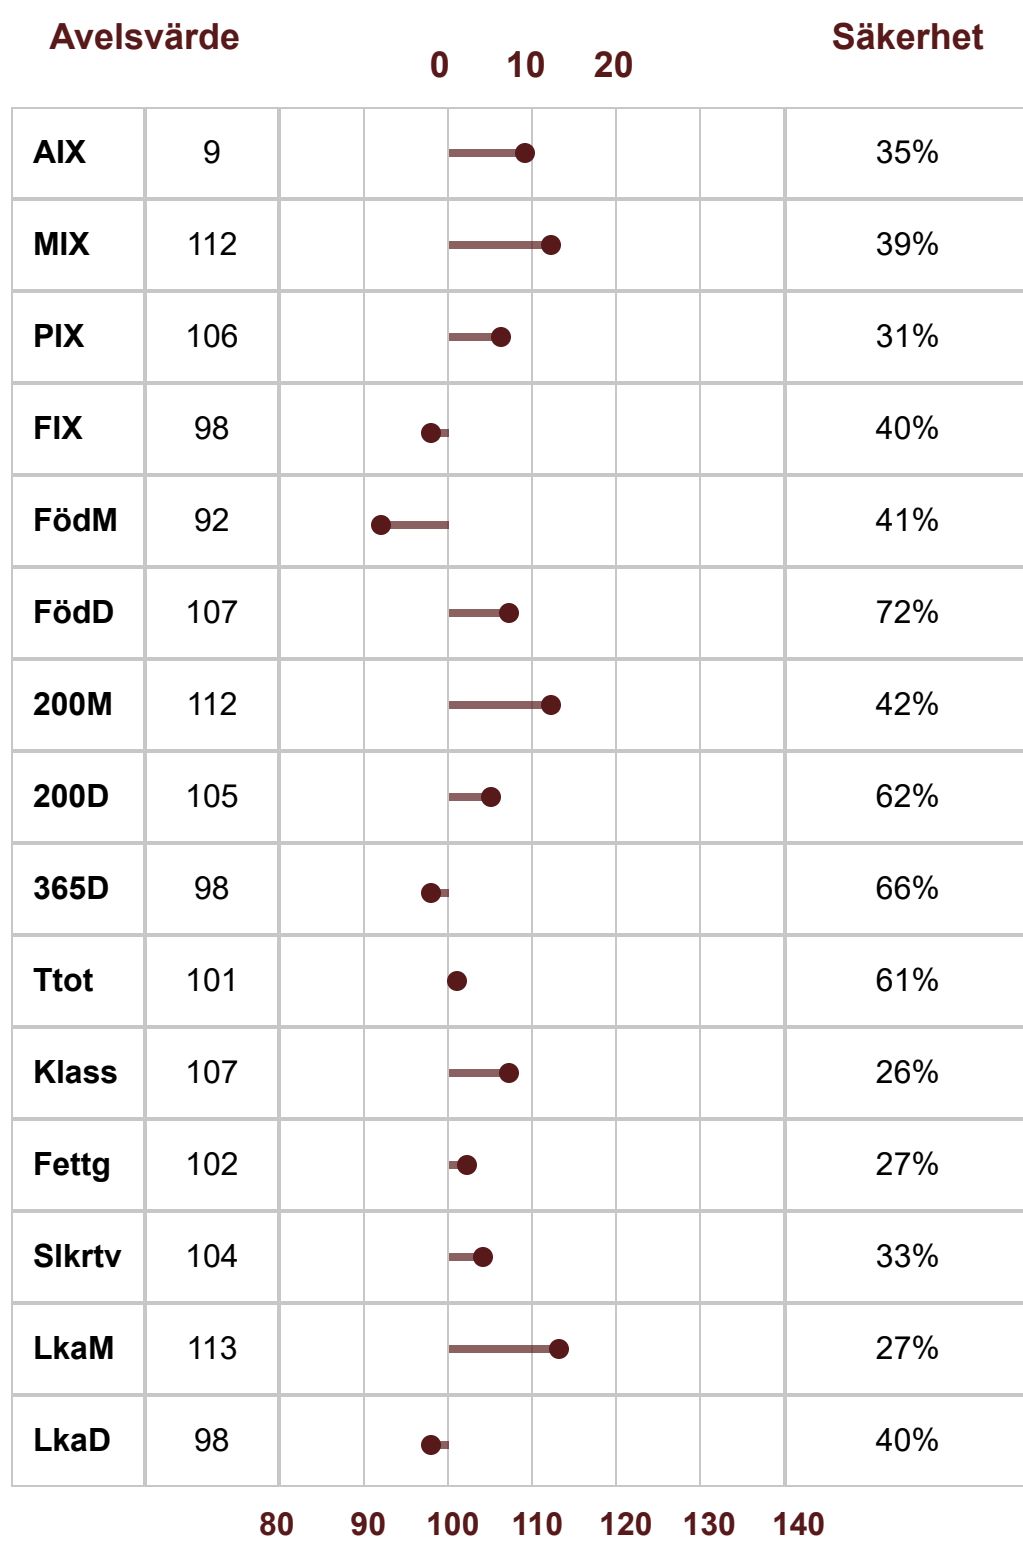 Avelsvärde Säkerhet
0 10 20
AIX 9 35%
MIX 112 39%
PIX 106 31%
FIX 98 40%
FödM 92 41%
FödD 107 72%
200M 112 42%
200D 105 62%
365D 98 66%
Ttot 101 61%
Klass 107 26%
Fettg 102 27%
Slkrtv 104 33%
LkaM 113 27%
LkaD 98 40%
80 90 100 110 120 130 140